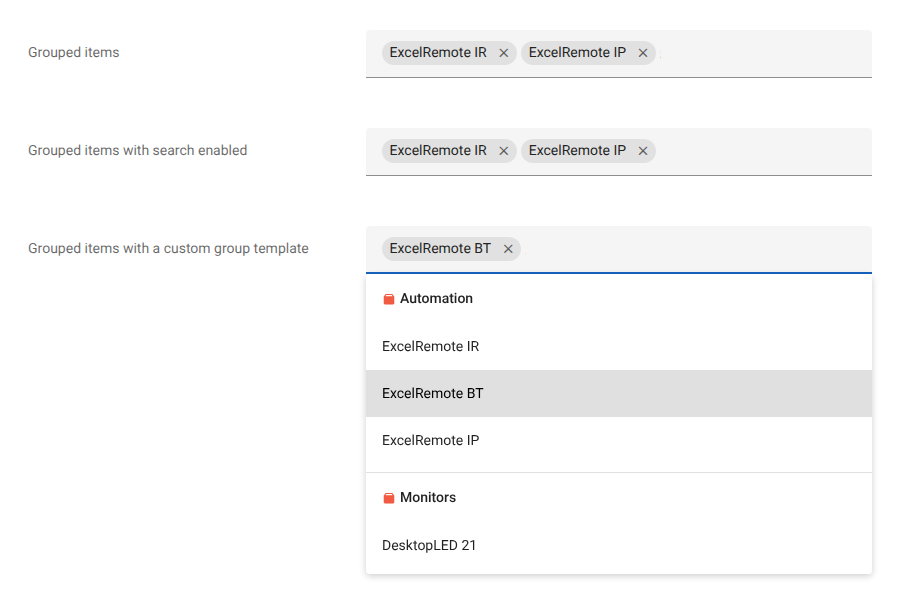 Grouped items
ExcelRemote IR ExcelRemote IP
Grouped items with search enabled
ExcelRemote IR ExcelRemote IP
Grouped items with a custom group template
ExcelRemote BT
Automation
ExcelRemote IR
ExcelRemote BT
ExcelRemote IP
Monitors
DesktopLED 21